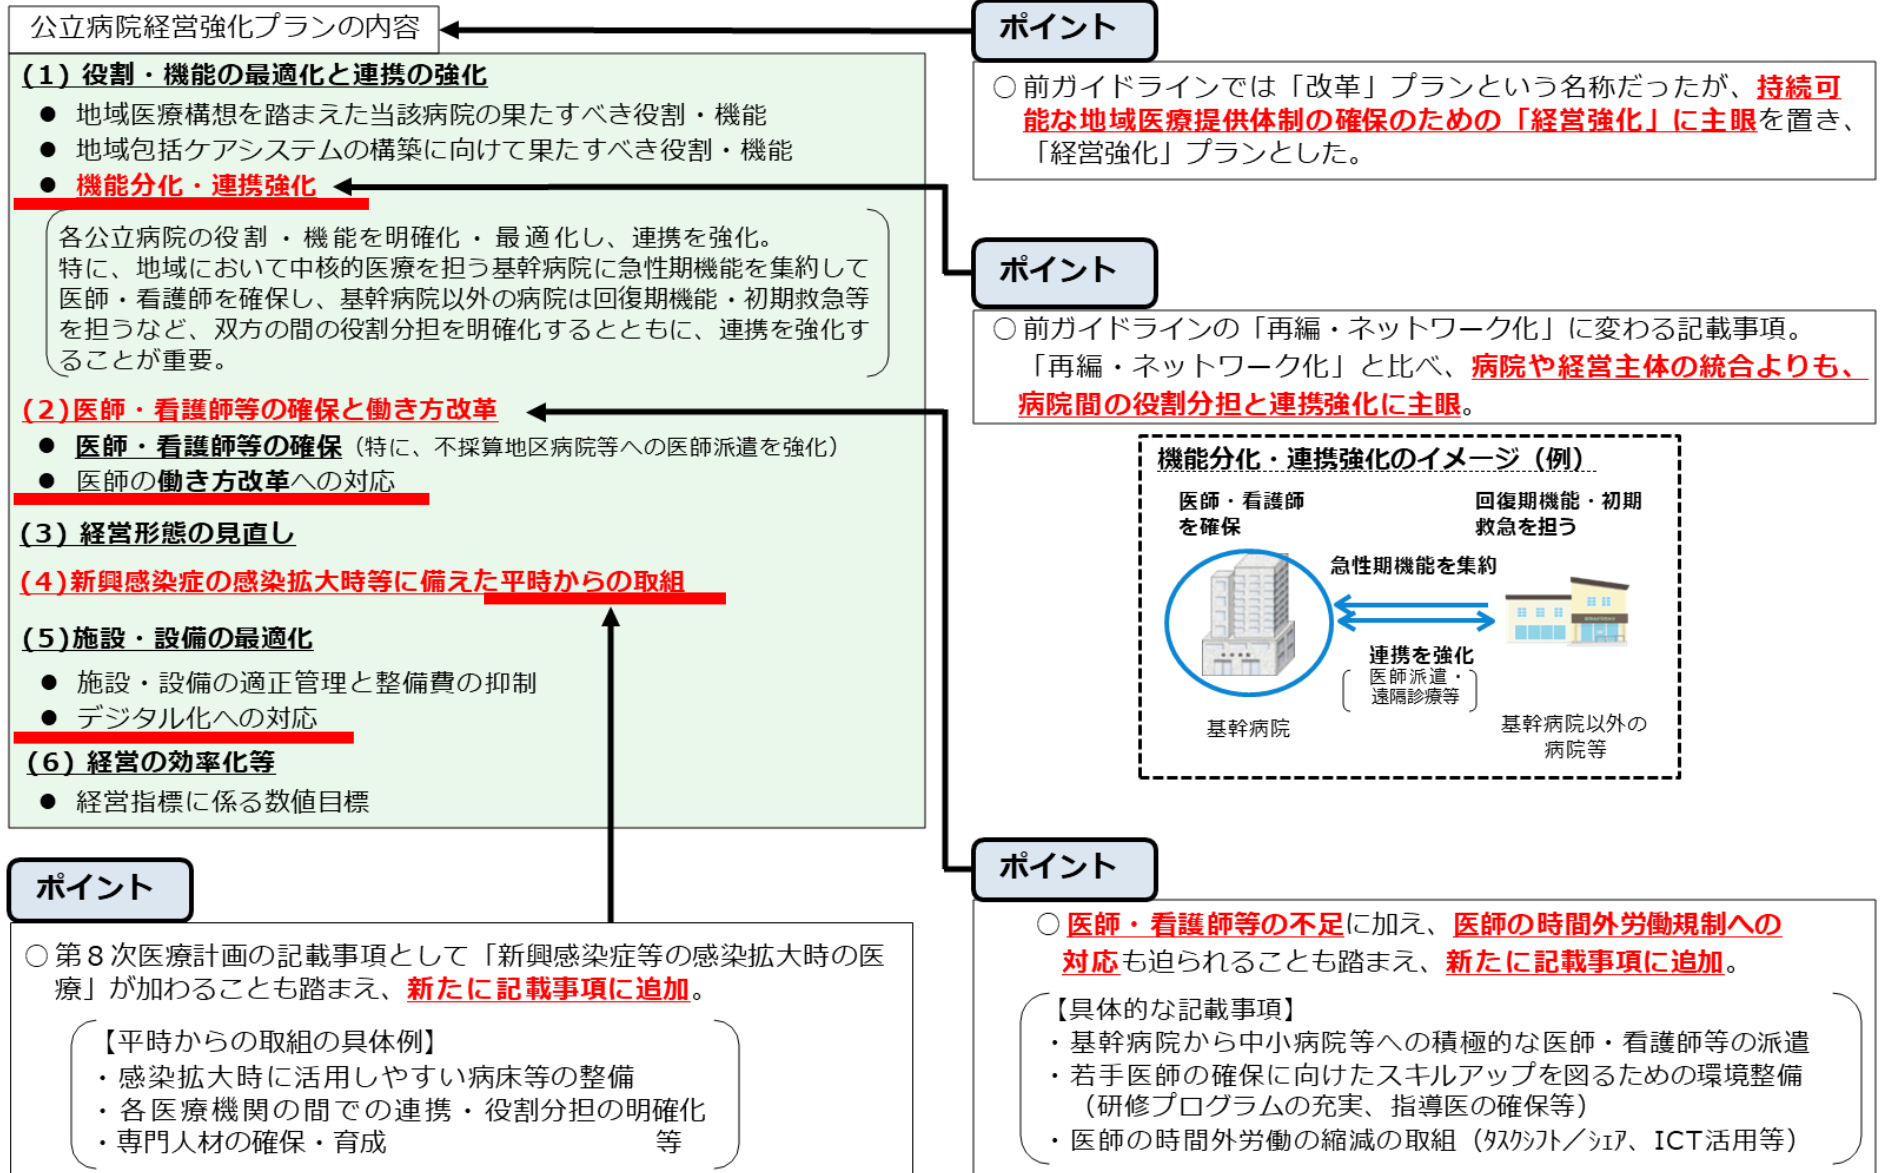 公立病院経営強化プランの内容
(1) 役割・機能の最適化と連携の強化
● 地域医療構想を踏まえた当該病院の果たすべき役割・機能
● 地域包括ケアシステムの構築に向けて果たすべき役割・機能
● 機能分化・連携強化
各公立病院の役割・機能を明確化・最適化し、連携を強化。
特に、地域において中核的医療を担う基幹病院に急性期機能を集約して
医師・看護師を確保し、基幹病院以外の病院は回復期機能・初期救急等
を担うなど、双方の間の役割分担を明確化するとともに、連携を強化す
ることが重要。
(2)医師・看護師等の確保と働き方改革
● 医師・看護師等の確保（特に、不採算地区病院等への医師派遣を強化）
● 医師の働き方改革への対応
(3) 経営形態の見直し
(4)新興感染症の感染拡大時等に備えた平時からの取組
(5)施設・設備の最適化
● 施設・設備の適正管理と整備費の抑制
● デジタル化への対応
(6) 経営の効率化等
● 経営指標に係る数値目標
ポイント
○ 第８次医療計画の記載事項として「新興感染症等の感染拡大時の医
療」が加わることも踏まえ、新たに記載事項に追加。
【平時からの取組の具体例】
・感染拡大時に活用しやすい病床等の整備
・各医療機関の間での連携・役割分担の明確化
・専門人材の確保・育成 等
ポイント
○ 前ガイドラインでは「改革」プランという名称だったが、持続可
能な地域医療提供体制の確保のための「経営強化」に主眼を置き、
「経営強化」プランとした。
ポイント
○ 前ガイドラインの「再編・ネットワーク化」に変わる記載事項。
「再編・ネットワーク化」と比べ、病院や経営主体の統合よりも、
病院間の役割分担と連携強化に主眼。
機能分化・連携強化のイメージ（例）
医師・看護師
を確保
回復期機能・初期
救急を担う
急性期機能を集約
連携を強化
医師派遣・
遠隔診療等
基幹病院
基幹病院以外の
病院等
ポイント
○ 医師・看護師等の不足に加え、医師の時間外労働規制への
対応も迫られることも踏まえ、新たに記載事項に追加。
【具体的な記載事項】
・基幹病院から中小病院等への積極的な医師・看護師等の派遣
・若手医師の確保に向けたスキルアップを図るための環境整備
（研修プログラムの充実、指導医の確保等）
・医師の時間外労働の縮減の取組（ﾀｽｸｼﾌﾄ／ｼｪｱ、ICT活用等）